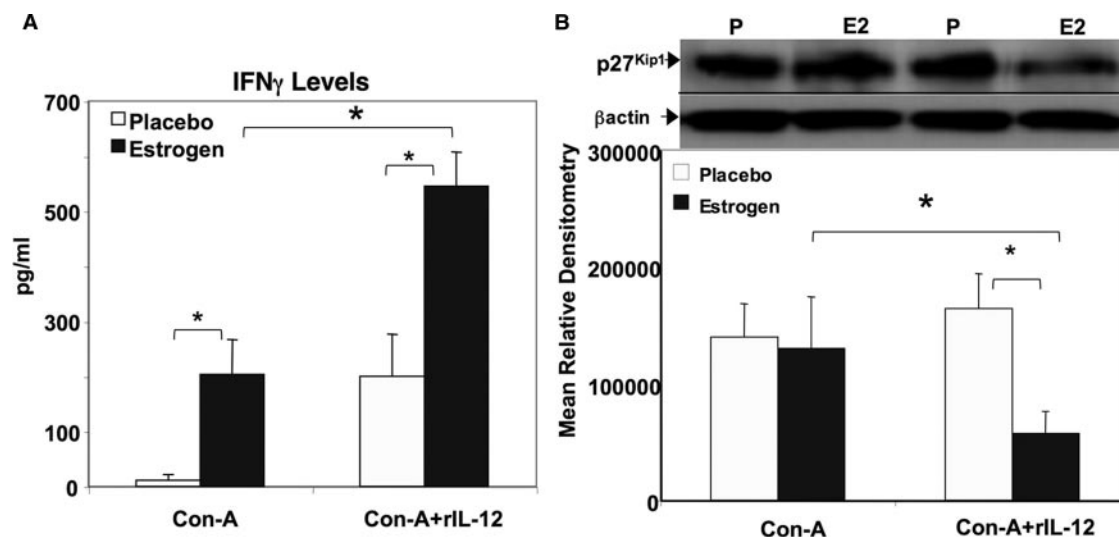 A
IFNγ Levels
700
500
300
100
0
pg/ml
Placebo
Estrogen
*
*
*
Con-A
Con-A+rIL-12
B
P E2 P E2
p27Kip1
βactin
300000
200000
100000
0
Mean Relative Densitometry
Placebo
Estrogen
*
*
Con-A
Con-A+rIL-12